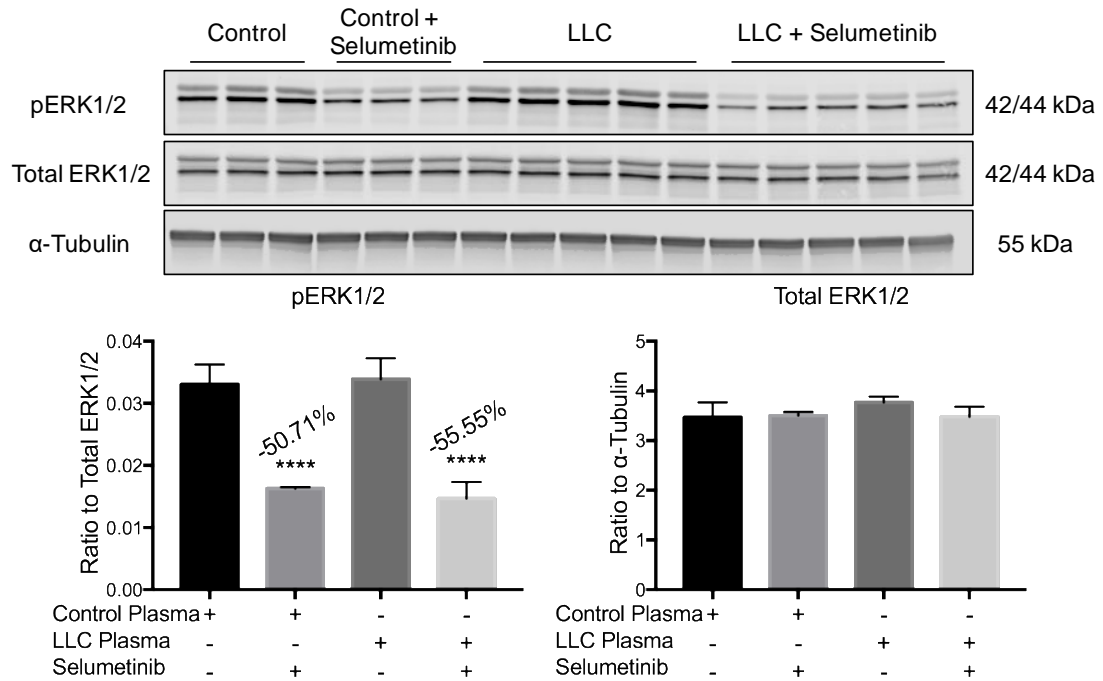 Control
Control +
Selumetinib
LLC
LLC + Selumetinib
pERK1/2
42/44 kDa
Total ERK1/2
42/44 kDa
α-Tubulin
55 kDa
pERK1/2
Ratio to Total ERK1/2
0.04
0.03
0.02
0.01
0.00
-50.71%
****
-55.55%
****
Control Plasma + + - -
LLC Plasma - - + +
Selumetinib - + - +
Total ERK1/2
Ratio to α-Tubulin
5
4
3
2
1
0
Control Plasma + + - -
LLC Plasma - - + +
Selumetinib - + - +